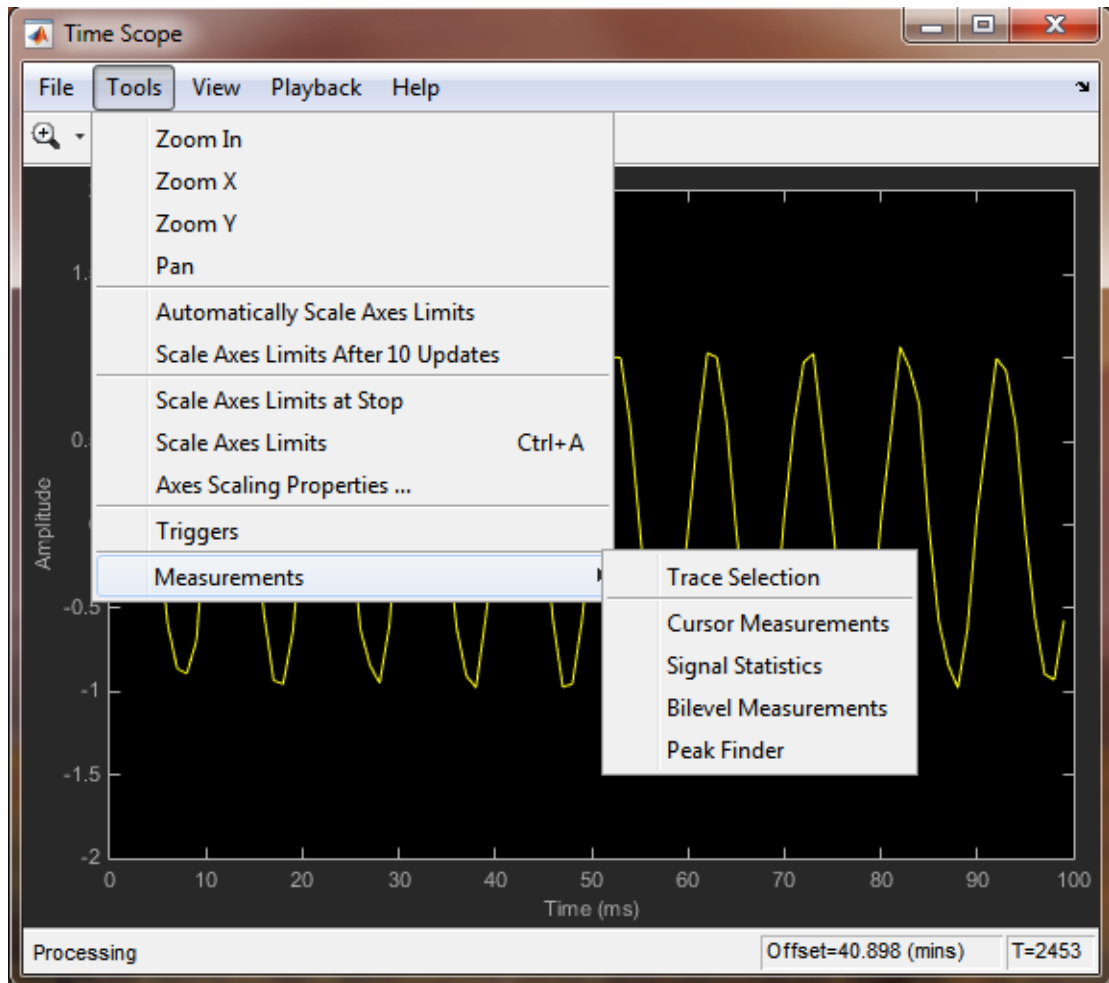 Time Scope
File Tools View Playback Help
Zoom In
Zoom X
Zoom Y
Pan
Automatically Scale Axes Limits
Scale Axes Limits After 10 Updates
Scale Axes Limits at Stop
Scale Axes Limits Ctrl+A
Axes Scaling Properties ...
Triggers
Measurements
Trace Selection
Cursor Measurements
Signal Statistics
Bilevel Measurements
Peak Finder
Amplitude
-0.5
-1
-1.5
-2
0 10 20 30 40 50 60 70 80 90 100
Time (ms)
Processing Offset=40.898 (mins) T=2453